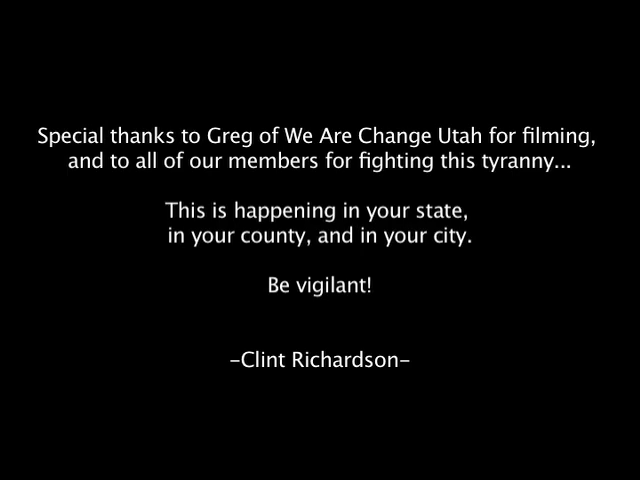 Special thanks to Greg of We Are Change Utah for filming,
and to all of our members for fighting this tyranny...
This is happening in your state,
in your county, and in your city.
Be vigilant!
-Clint Richardson-